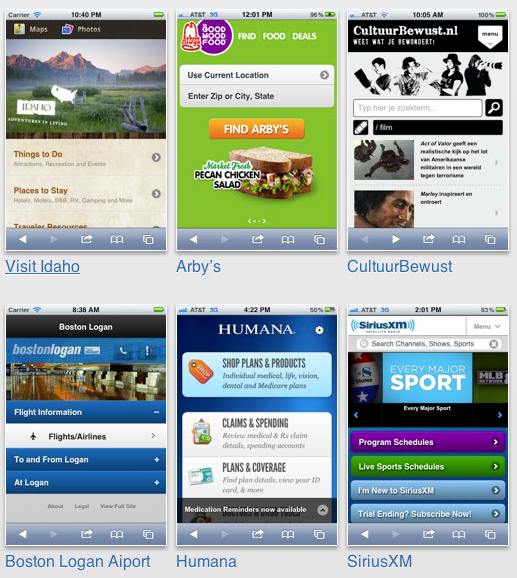 Carrier 10:40 PM
Maps Photos
IDAHO
ADVENTURES IN LIVING
Things to Do
Attractions, Recreation and Events
Places to Stay
Hotels, Motels, B&B, RV, Camping and More
Traveler Resources
Visit Idaho
AT&T 3G 12:01 PM 96%
Arby's
GOOD
MOOD
FOOD
FIND FOOD DEALS
Use Current Location
Enter Zip or City, State
FIND ARBY'S
Market Fresh
PECAN CHICKEN
SALAD
Arby's
AT&T 10:05 AM 100%
CULTUURBEWUST.NL
WEET WAT JE BEWONDERT!
menu
Typ hier je zoekterm...
/ film
Act of Valor geeft een
realistische kijk op het lot
van Amerikaanse
militairen in een wereld
tegen terrorisme
Marley inspireert en
ontroert
CultuurBewust
Carrier 8:38 AM
Boston Logan
bostonlogan
Flight Information
Flights/Airlines
To and From Logan
At Logan
About Legal View Full Site
Boston Logan Aiport
AT&T 3G 4:22 PM 50%
HUMANA
SHOP
SHOP PLANS & PRODUCTS
Individual medical, life, vision,
dental and Medicare plans
CLAIMS & SPENDING
Review medical & Rx claim
details, spending accounts
PLANS & COVERAGE
Find plan details, view your
ID card, & more
Medication Reminders now available
Humana
AT&T 3G 2:01 PM 83%
SiriusXM
SATELLITE RADIO
Menu
Search Channels, Shows, Sports
EVERY MAJOR
SPORT
MLB
NETWORK
Every Major Sport
Program Schedules
Live Sports Schedules
I'm New to SiriusXM
Trial Ending? Subscribe Now!
SiriusXM